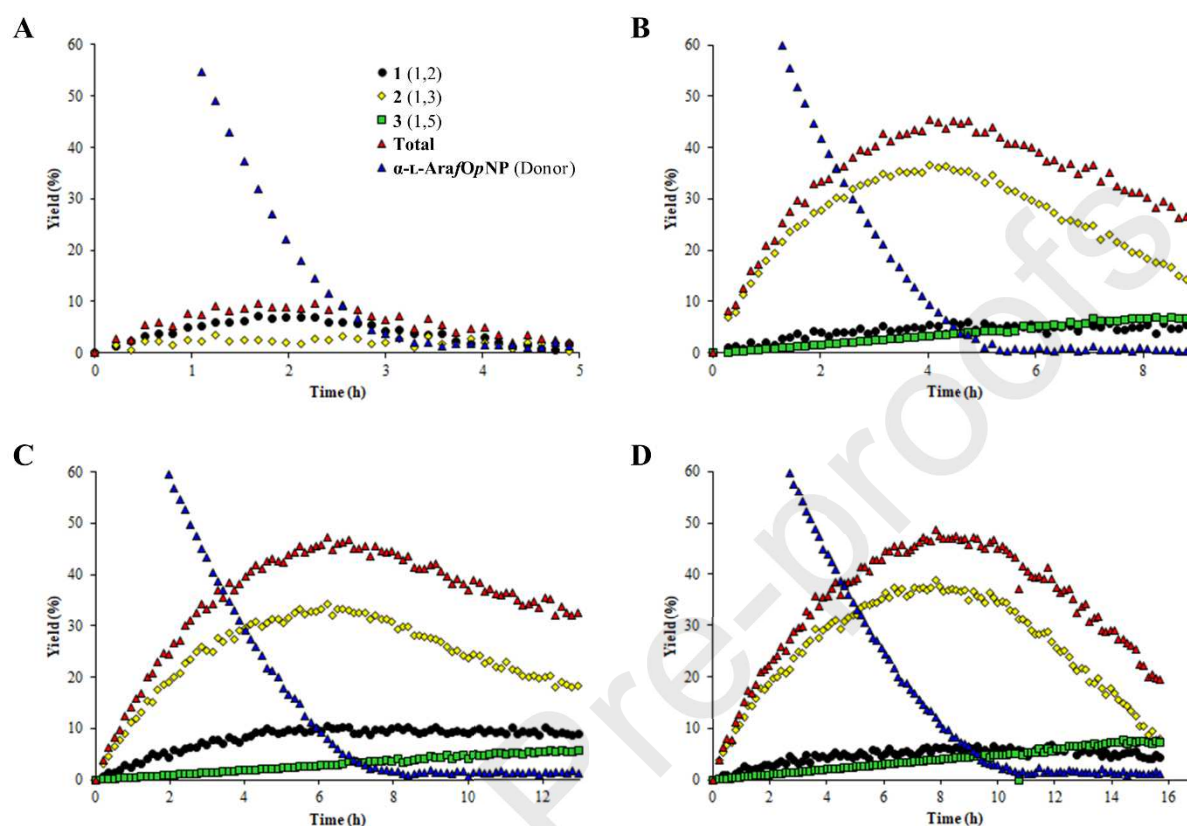 A
B
60
50
40
30
20
10
0
Yield (%)
0 1 2 3 4 5
Time (h)
1 (1,2)
2 (1,3)
3 (1,5)
Total
α-L-ArafOpNP (Donor)
60
50
40
30
20
10
0
Yield (%)
0 2 4 6 8
Time (h)
C
D
60
50
40
30
20
10
0
Yield (%)
0 2 4 6 8 10 12
Time (h)
60
50
40
30
20
10
0
Yield (%)
0 2 4 6 8 10 12 14 16
Time (h)
Pre-proofs